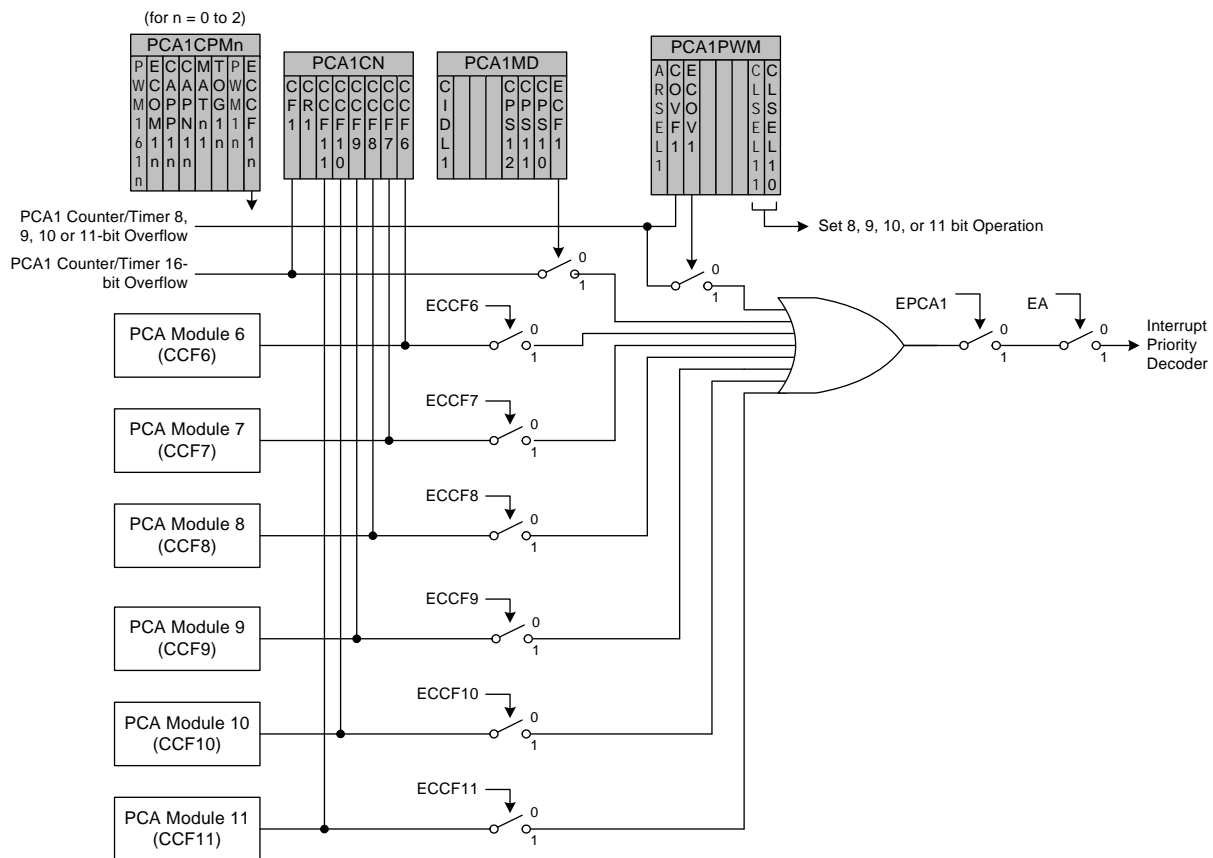 (for n = 0 to 2)
PCA1CPMn
PWM161n
ECOM1n
CAPP1n
CAPN1n
MATn1
TOG1n
PWM1n
ECCF1n
PCA1CN
CF1
CR1
CCF11
CCF10
CCF9
CCF8
CCF7
CCF6
PCA1MD
CIDL1
CPS12
CPS11
CPS10
ECF1
PCA1PWM
ARSEL1
COVF1
ECOV1
CLSEL11
CLSEL10
PCA1 Counter/Timer 8,
9, 10 or 11-bit Overflow
Set 8, 9, 10, or 11 bit Operation
PCA1 Counter/Timer 16-
bit Overflow
0
1
0
1
PCA Module 6
(CCF6)
ECCF6
0
1
EPCA1
0
1
EA
0
1
Interrupt
Priority
Decoder
PCA Module 7
(CCF7)
ECCF7
0
1
PCA Module 8
(CCF8)
ECCF8
0
1
PCA Module 9
(CCF9)
ECCF9
0
1
PCA Module 10
(CCF10)
ECCF10
0
1
PCA Module 11
(CCF11)
ECCF11
0
1